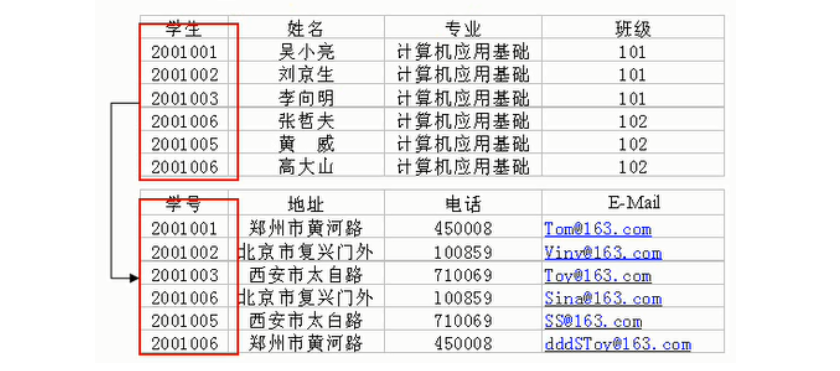 学生 姓名 专业 班级
2001001 吴小亮 计算机应用基础 101
2001002 刘京生 计算机应用基础 101
2001003 李向明 计算机应用基础 101
2001006 张哲夫 计算机应用基础 102
2001005 黄 威 计算机应用基础 102
2001006 高大山 计算机应用基础 102
学号 地址 电话 E-Mail
2001001 郑州市黄河路 450008 Tom@163.com
2001002 北京市复兴门外 100859 Viny@163.com
2001003 西安市太白路 710069 Toy@163.com
2001006 北京市复兴门外 100859 Sina@163.com
2001005 西安市太白路 710069 SS@163.com
2001006 郑州市黄河路 450008 dddSToy@163.com